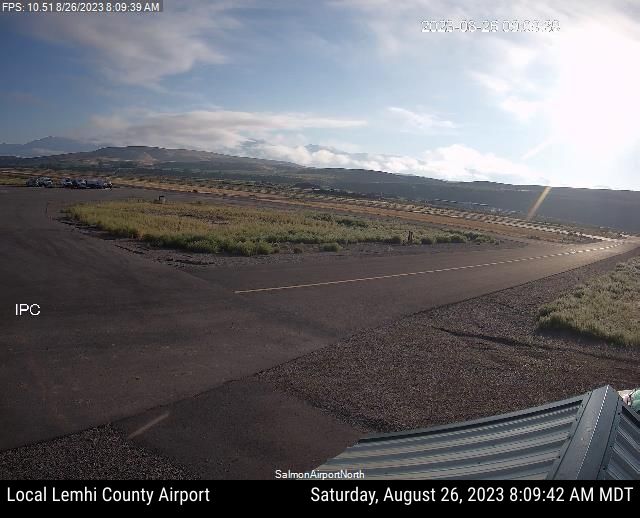 FPS: 10.51 8/26/2023 8:09:39 AM
IPC
SalmonAirportNorth
Local Lemhi County Airport Saturday, August 26, 2023 8:09:42 AM MDT